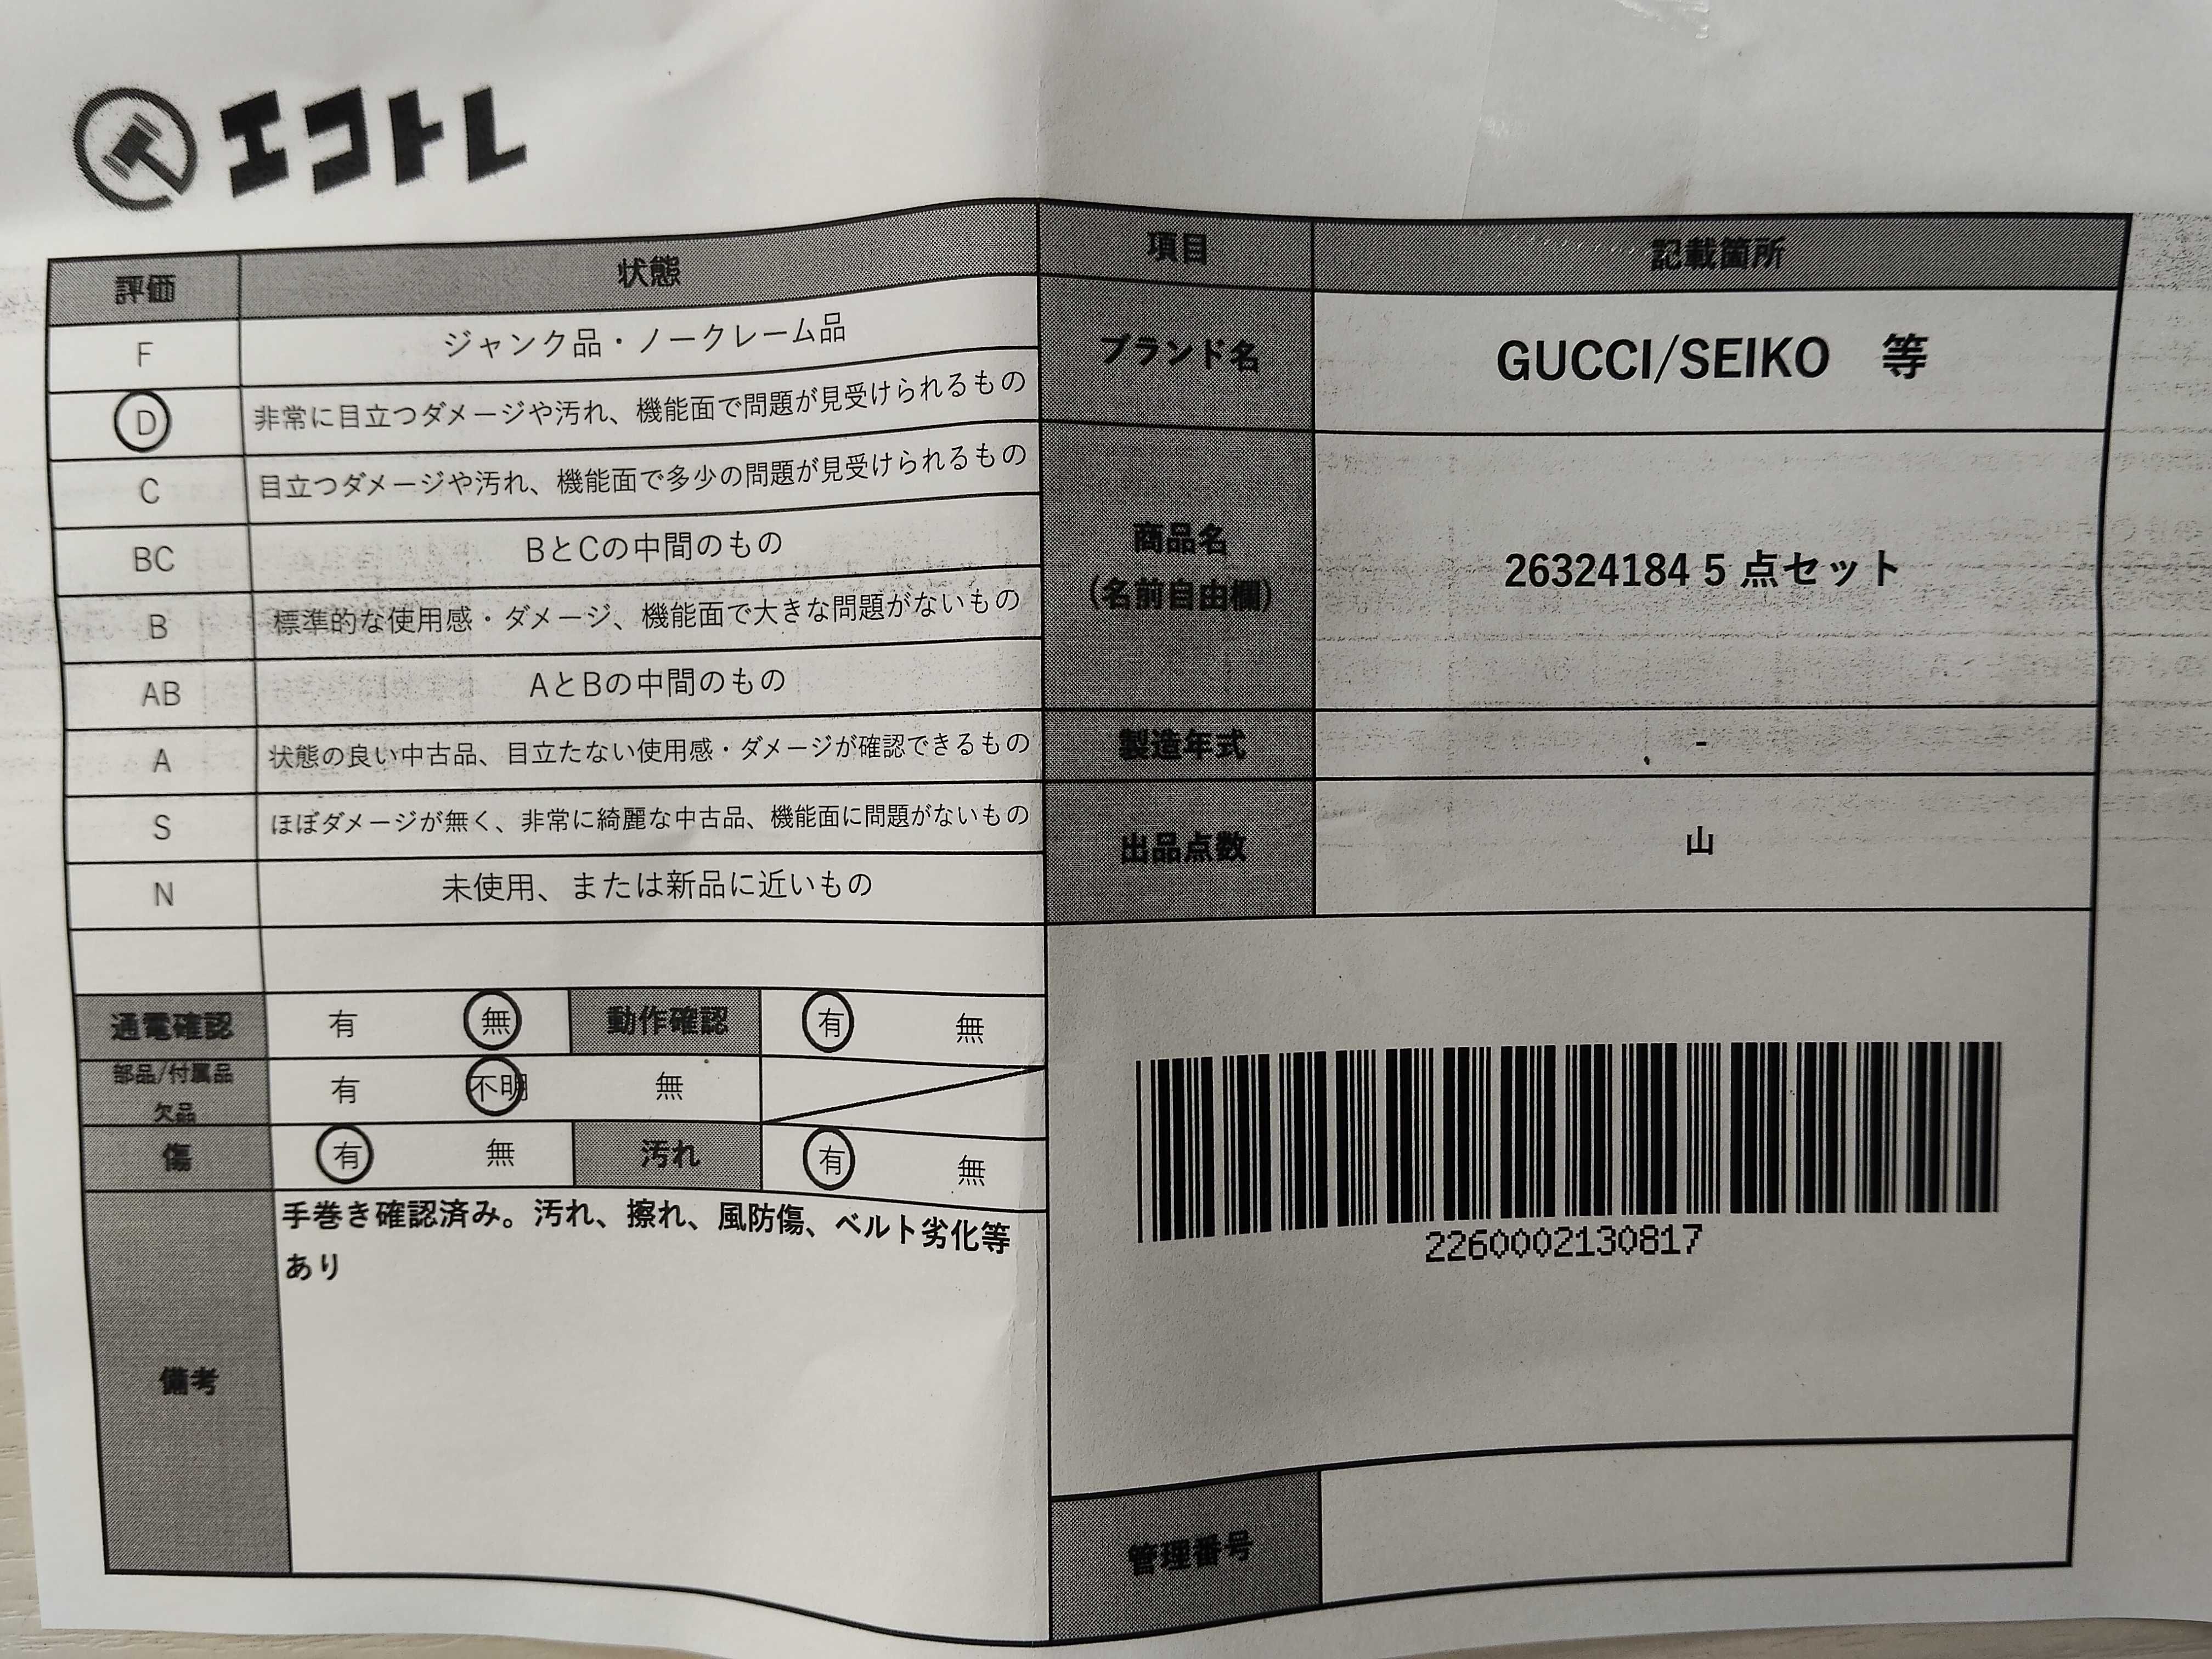 エコトレ
評価 状態
F ジャンク品・ノークレーム品
D 非常に目立つダメージや汚れ、機能面で問題が見受けられるもの
C 目立つダメージや汚れ、機能面で多少の問題が見受けられるもの
BC BとCの中間のもの
B 標準的な使用感・ダメージ、機能面で大きな問題がないもの
AB AとBの中間のもの
A 状態の良い中古品、目立たない使用感・ダメージが確認できるもの
S ほぼダメージが無く、非常に綺麗な中古品、機能面に問題がないもの
N 未使用、または新品に近いもの
通電確認 有 無 動作確認 有 無
部品/付属品
欠品 有 不明 無
傷 有 無 汚れ 有 無
備考
手巻き確認済み。汚れ、擦れ、風防傷、ベルト劣化等
あり
項目 記載箇所
ブランド名 GUCCI/SEIKO 等
商品名
(名前自由欄)
26324184 5 点セット
製造年式 -
出品点数 山
2260002130817
管理番号